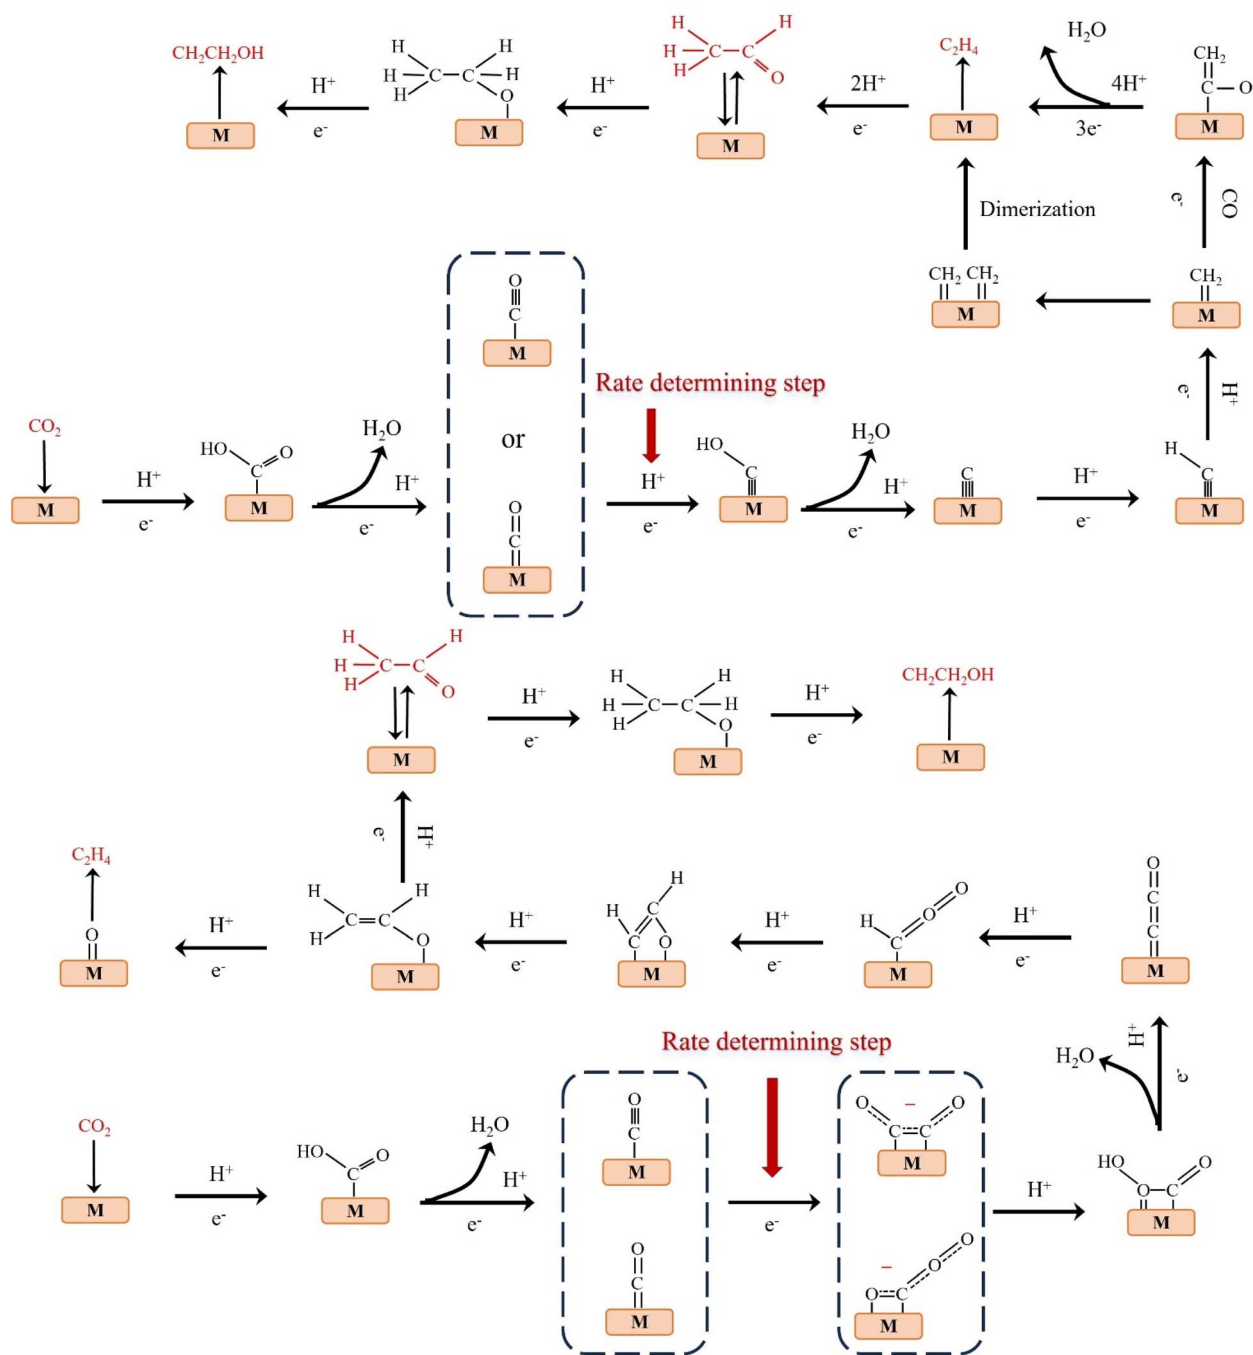 CH₂CH₂OH
H
H
H
H
C
C
H
H
O
M
M
H⁺
e⁻
H⁺
e⁻
H
H
H
C
C
H
O
M
2H⁺
e⁻
C₂H₄
M
H₂O
4H⁺
3e⁻
CH₂
C
O
M
Dimerization
e⁻
CO
CH₂ CH₂
M
CH₂
M
O
C
M
or
O
C
M
Rate determining step
e⁻
H⁺
CO₂
M
H⁺
e⁻
HO
O
C
M
H₂O
H⁺
e⁻
H⁺
e⁻
HO
C
M
H₂O
H⁺
e⁻
C
M
H⁺
e⁻
H
C
M
H
H
H
C
C
H
O
M
H⁺
e⁻
H
H
H
C
C
H
H
O
M
H⁺
e⁻
CH₂CH₂OH
M
e⁻
H⁺
C₂H₄
O
M
H⁺
e⁻
H
H
C
C
H
O
M
H⁺
e⁻
H
H
C
C
O
M
H⁺
e⁻
O
O
H
C
M
H⁺
e⁻
O
C
C
C
M
Rate determining step
H₂O
H⁺
e⁻
CO₂
M
H⁺
e⁻
HO
O
C
M
H₂O
H⁺
e⁻
O
C
M
O
C
M
e⁻
O
−
O
C
C
M
−
O
O
O
C
M
H⁺
HO
O
O
C
M